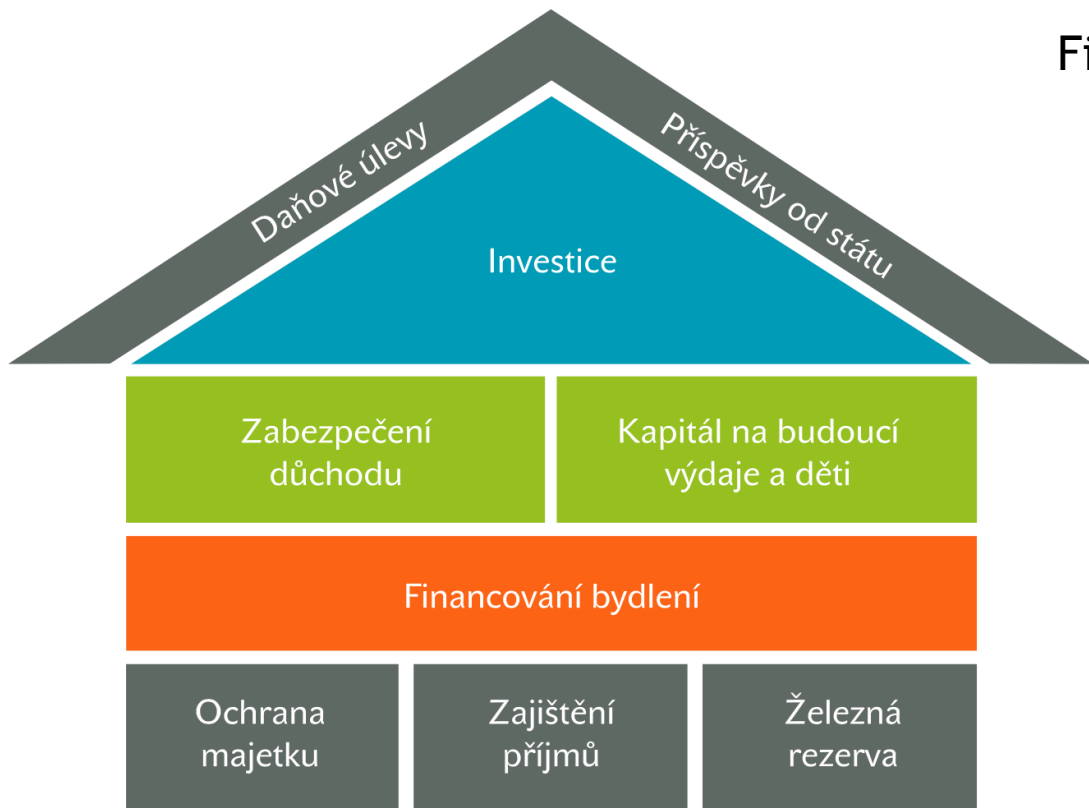 Fi
Daňové úlevy
Příspěvky od státu
Investice
Zabezpečení
důchodu
Kapitál na budoucí
výdaje a děti
Financování bydlení
Ochrana
majetku
Zajištění
příjmů
Železná
rezerva